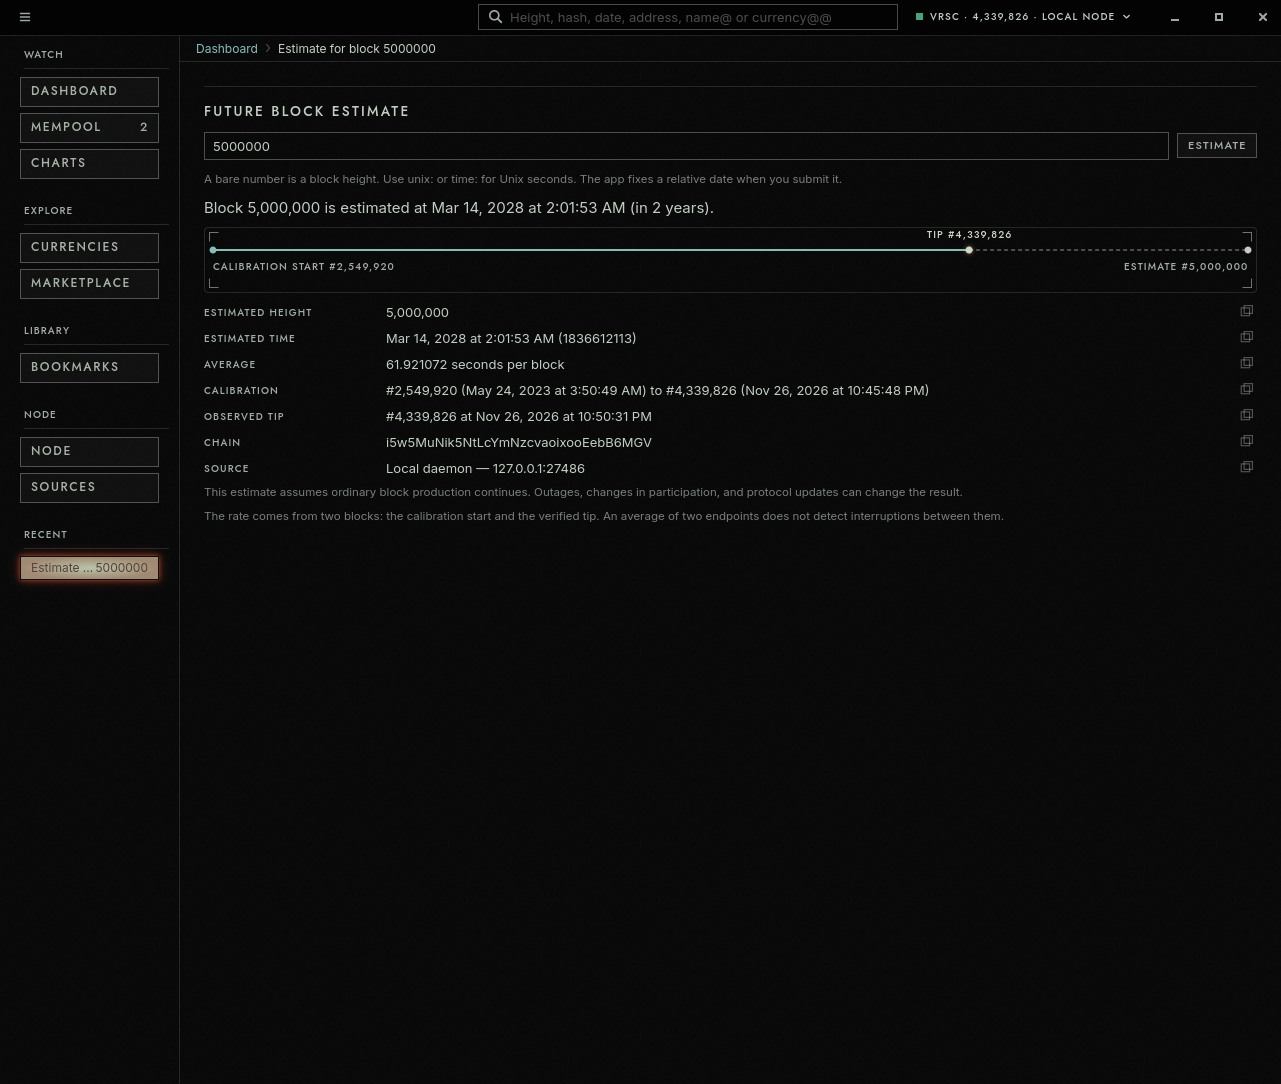 Height, hash, date, address, name@ or currency@@
VRSC · 4,339,826 · LOCAL NODE
WATCH
DASHBOARD
MEMPOOL 2
CHARTS
EXPLORE
CURRENCIES
MARKETPLACE
LIBRARY
BOOKMARKS
NODE
NODE
SOURCES
RECENT
Estimate ... 5000000
Dashboard › Estimate for block 5000000
FUTURE BLOCK ESTIMATE
5000000
ESTIMATE
A bare number is a block height. Use unix: or time: for Unix seconds. The app fixes a relative date when you submit it.
Block 5,000,000 is estimated at Mar 14, 2028 at 2:01:53 AM (in 2 years).
TIP #4,339,826
CALIBRATION START #2,549,920
ESTIMATE #5,000,000
ESTIMATED HEIGHT 5,000,000
ESTIMATED TIME Mar 14, 2028 at 2:01:53 AM (1836612113)
AVERAGE 61.921072 seconds per block
CALIBRATION #2,549,920 (May 24, 2023 at 3:50:49 AM) to #4,339,826 (Nov 26, 2026 at 10:45:48 PM)
OBSERVED TIP #4,339,826 at Nov 26, 2026 at 10:50:31 PM
CHAIN i5w5MuNik5NtLcYmNzcvaoixooEebB6MGV
SOURCE Local daemon — 127.0.0.1:27486
This estimate assumes ordinary block production continues. Outages, changes in participation, and protocol updates can change the result.
The rate comes from two blocks: the calibration start and the verified tip. An average of two endpoints does not detect interruptions between them.